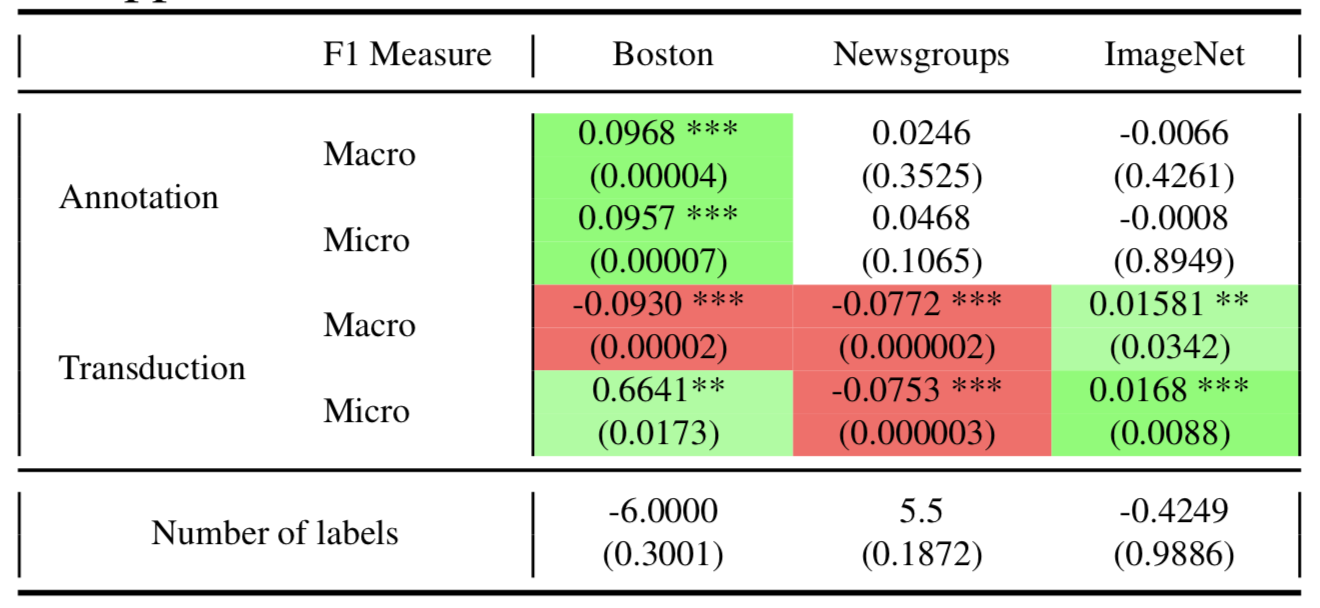 F1 Measure Boston Newsgroups ImageNet
Annotation
Macro
0.0968 *** 0.0246 -0.0066
(0.00004) (0.3525) (0.4261)
Micro
0.0957 *** 0.0468 -0.0008
(0.00007) (0.1065) (0.8949)
Transduction
Macro
-0.0930 *** -0.0772 *** 0.01581 **
(0.00002) (0.000002) (0.0342)
Micro
0.6641** -0.0753 *** 0.0168 ***
(0.0173) (0.000003) (0.0088)
Number of labels
-6.0000 5.5 -0.4249
(0.3001) (0.1872) (0.9886)